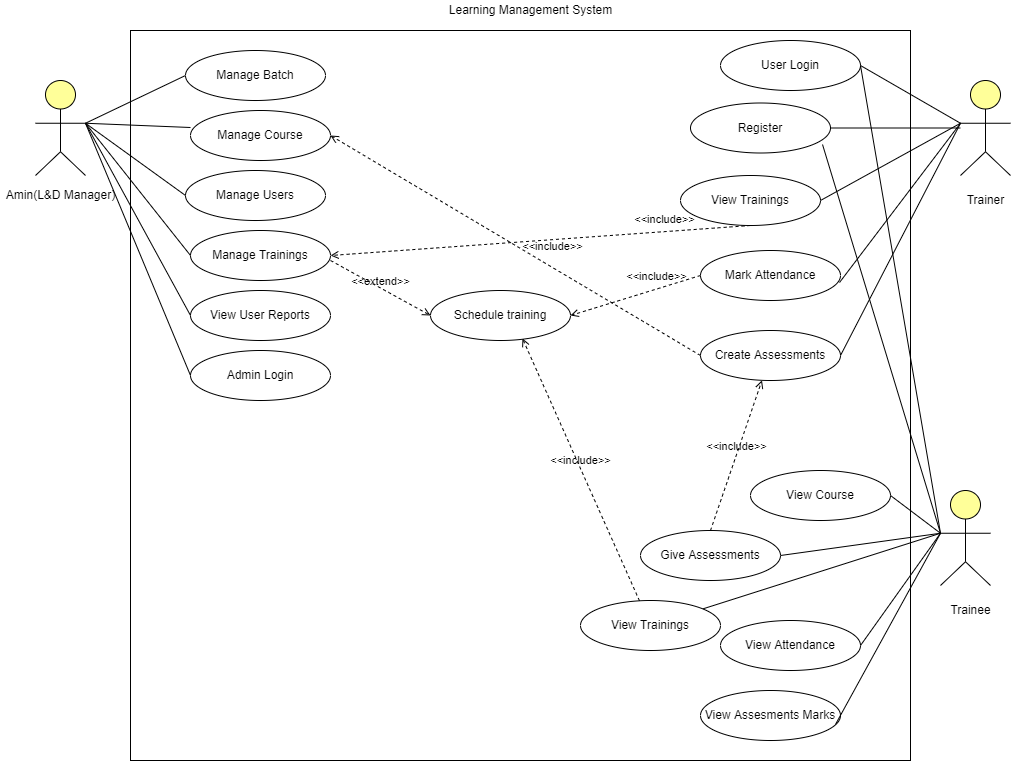 Learning Management System
Manage Batch
User Login
Manage Course
Register
Amin(L&D Manager)
Manage Users
View Trainings
Trainer
<<include>>
<<include>>
Manage Trainings
<<extend>>
<<include>>
Mark Attendance
View User Reports
Schedule training
Admin Login
Create Assessments
<<include>>
<<include>>
View Course
Give Assessments
Trainee
View Trainings
View Attendance
View Assesments Marks